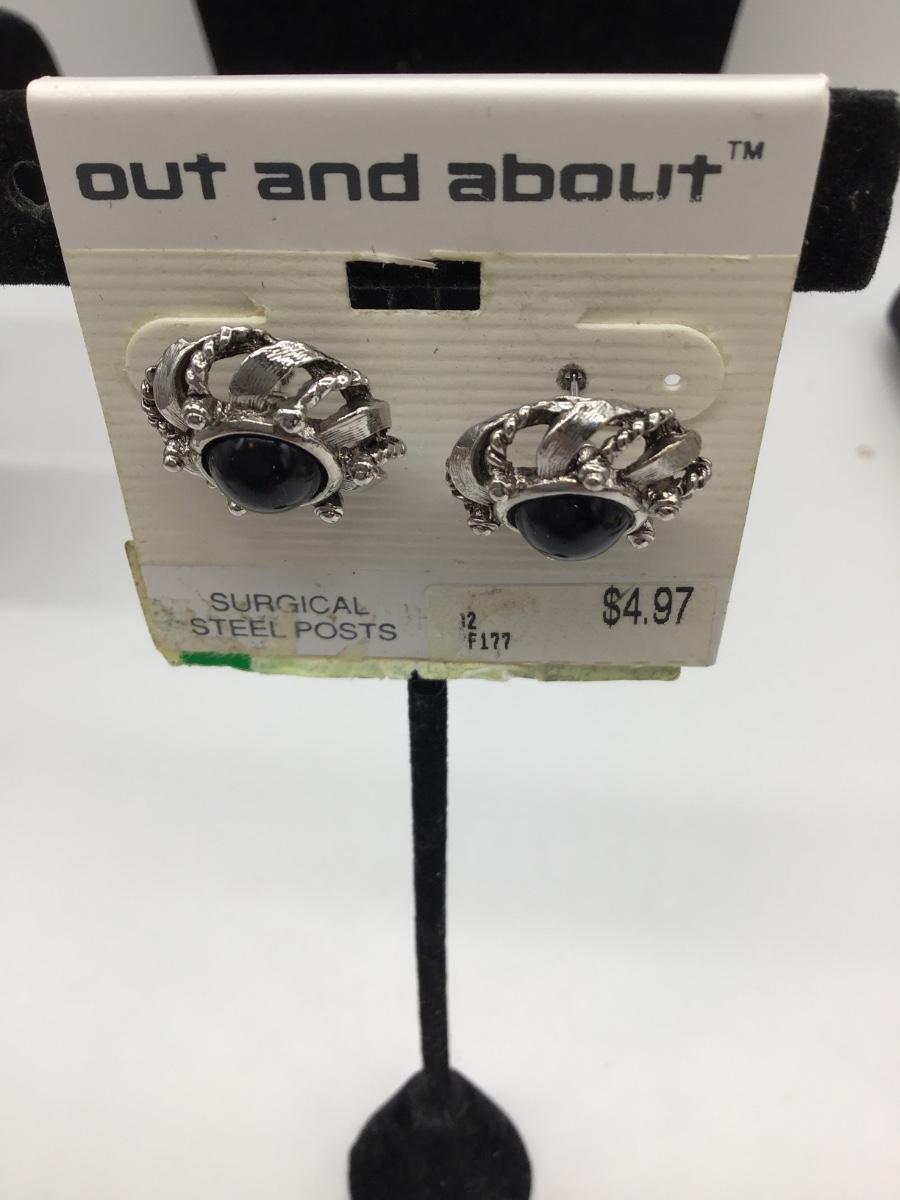 out and about™
SURGICAL
STEEL POSTS
$4.97
F177